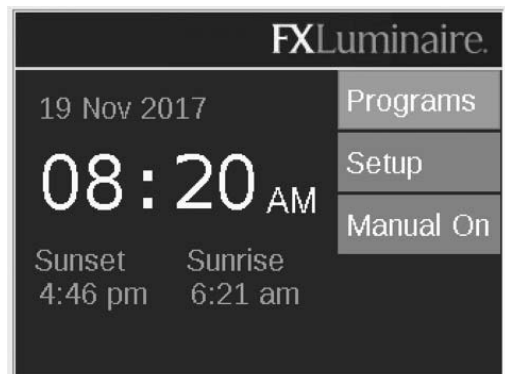 FXLuminaire.
19 Nov 2017
08:20 AM
Sunset Sunrise
4:46 pm 6:21 am
Programs
Setup
Manual On